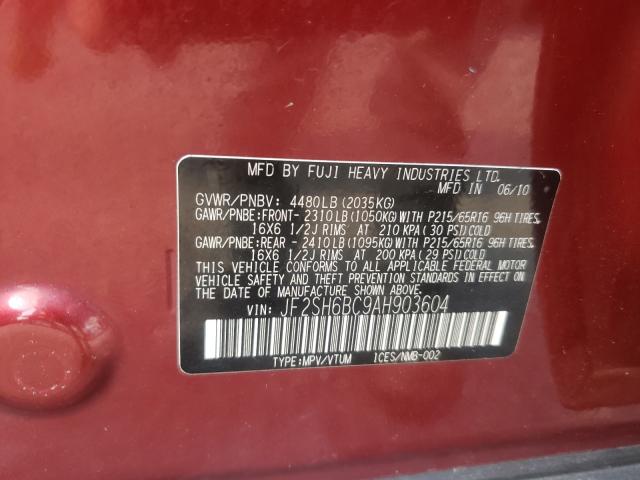 MFD BY FUJI HEAVY INDUSTRIES LTD.
MFD IN 06/10
GVWR/PNBV: 4480LB(2035KG)
GAWR/PNBE:FRONT- 2310LB(1050KG)WITH P215/65R16 96H TIRES
16X6 1/2J RIMS AT 210 KPA(30 PSI)COLD
GAWR/PNBE:REAR - 2410LB(1095KG)WITH P215/65R16 96H TIRES
16X6 1/2J RIMS AT 200 KPA(29 PSI)COLD
THIS VEHICLE CONFORMS TO ALL APPLICABLE FEDERAL MOTOR
VEHICLE SAFETY AND THEFT PREVENTION STANDARDS IN EFFECT ON
THE DATE OF MANUFACTURE SHOWN ABOVE.
VIN: JF2SH6BC9AH903604
TYPE:MPV/VTUM ICES/NMB-002